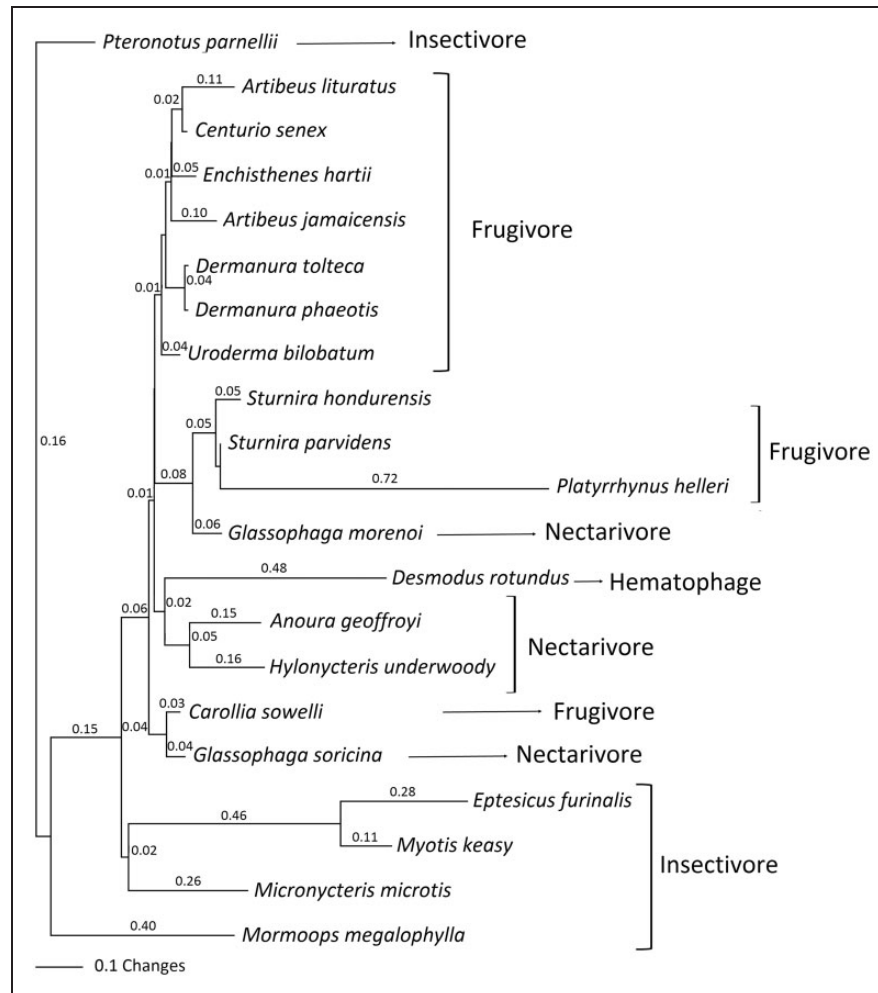 Pteronotus parnellii Insectivore
0.11 Artibeus lituratus
0.02
Centurio senex
0.01 0.05 Enchisthenes hartii
0.10 Artibeus jamaicensis
Frugivore
Dermanura tolteca
0.01 0.04
Dermanura phaeotis
0.04 Uroderma bilobatum
0.05 Sturnira hondurensis
0.16 0.05 Sturnira parvidens
Frugivore
0.01 0.08 0.72 Platyrrhynus helleri
0.06 Glassophaga morenoi Nectarivore
0.48 Desmodus rotundus Hematophage
0.06 0.02 0.15 Anoura geoffroyi
0.05 Nectarivore
0.16 Hylonycteris underwoody
0.03 Carollia sowelli Frugivore
0.15 0.04
0.04 Glassophaga soricina Nectarivore
0.28 Eptesicus furinalis
0.46
0.11 Myotis keasy
0.02 Insectivore
0.26 Micronycteris microtis
0.40 Mormoops megalophylla
0.1 Changes